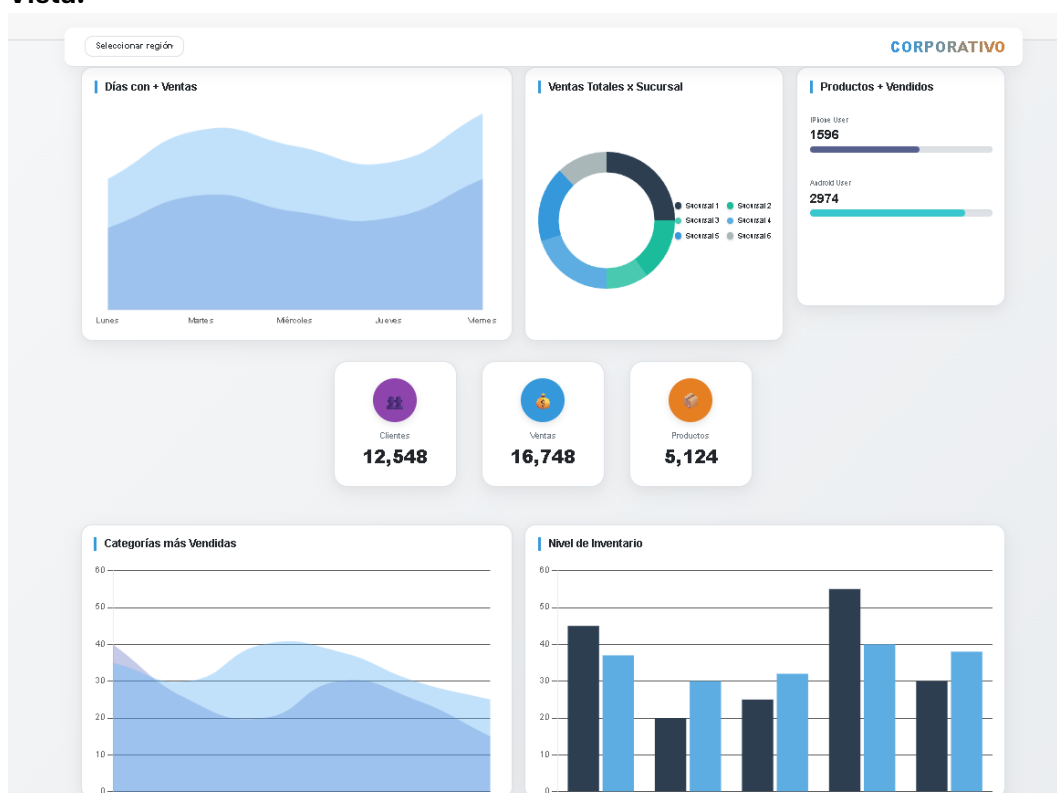 Vista:
Seleccionar región
CORPORATIVO
Días con + Ventas
Lunes Martes Miércoles Jueves Viernes
Ventas Totales x Sucursal
Sucursal 1 Sucursal 2
Sucursal 3 Sucursal 4
Sucursal 5 Sucursal 6
Productos + Vendidos
IPhone User
1596
Android User
2974
Clientes
12,548
Ventas
16,748
Productos
5,124
Categorías más Vendidas
60
50
40
30
20
10
0
Nivel de Inventario
60
50
40
30
20
10
0